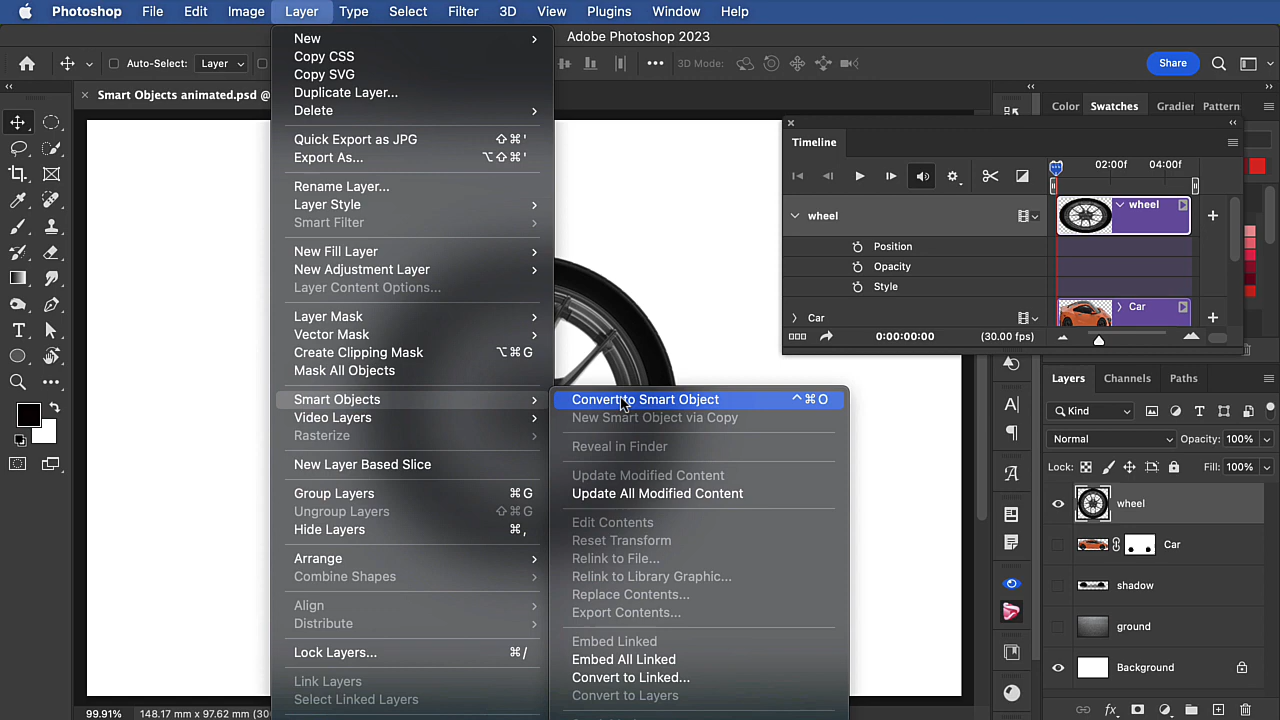 Photoshop File Edit Image Layer Type Select Filter 3D View Plugins Window Help
Adobe Photoshop 2023
Auto-Select: Layer
3D Mode:
Share
Smart Objects animated.psd @
New
Copy CSS
Copy SVG
Duplicate Layer...
Delete
Quick Export as JPG ⇧⌘'
Export As... ⌥⇧⌘'
Rename Layer...
Layer Style
Smart Filter
New Fill Layer
New Adjustment Layer
Layer Content Options...
Layer Mask
Vector Mask
Create Clipping Mask ⌥⌘G
Mask All Objects
Smart Objects
Video Layers
Rasterize
New Layer Based Slice
Group Layers ⌘G
Ungroup Layers ⇧⌘G
Hide Layers ⌘,
Arrange
Combine Shapes
Align
Distribute
Lock Layers... ⌘/
Link Layers
Select Linked Layers
Convert to Smart Object ^⌘O
New Smart Object via Copy
Reveal in Finder
Update Modified Content
Update All Modified Content
Edit Contents
Reset Transform
Relink to File...
Relink to Library Graphic...
Replace Contents...
Export Contents...
Embed Linked
Embed All Linked
Convert to Linked...
Convert to Layers
Color Swatches Gradier Pattern
Timeline
02:00f 04:00f
wheel wheel
Position
Opacity
Style
Car Car
0:00:00:00 (30.00 fps)
Layers Channels Paths
Kind
Normal Opacity: 100%
Lock: Fill: 100%
wheel
Car
shadow
ground
Background
99.91% 148.17 mm x 97.62 mm (30